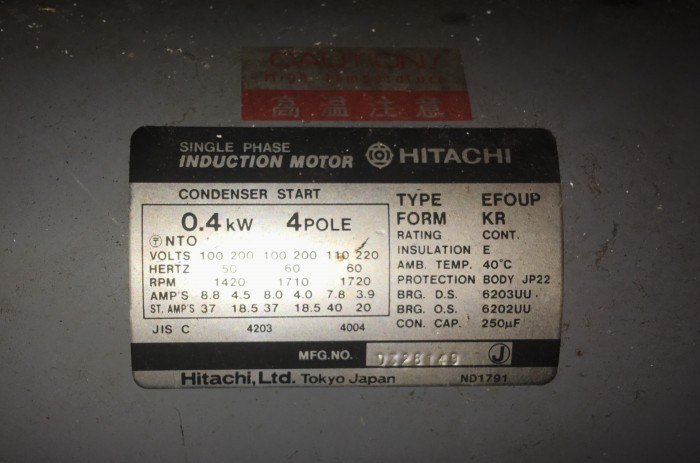 CAUTION!
High Temperature
高温注意
SINGLE PHASE
INDUCTION MOTOR HITACHI
CONDENSER START
0.4 kW 4 POLE
〒 NTO
VOLTS 100 200 100 200 110 220
HERTZ 50 60 60
RPM 1420 1710 1720
AMP'S 8.8 4.5 8.0 4.0 7.8 3.9
ST. AMP'S 37 18.5 37 18.5 40 20
JIS C 4203 4004
TYPE EFOUP
FORM KR
RATING CONT.
INSULATION E
AMB. TEMP. 40°C
PROTECTION BODY JP22
BRG. D.S. 6203UU
BRG. O.S. 6202UU
CON. CAP. 250μF
MFG.NO. J
Hitachi, Ltd. Tokyo Japan ND1791